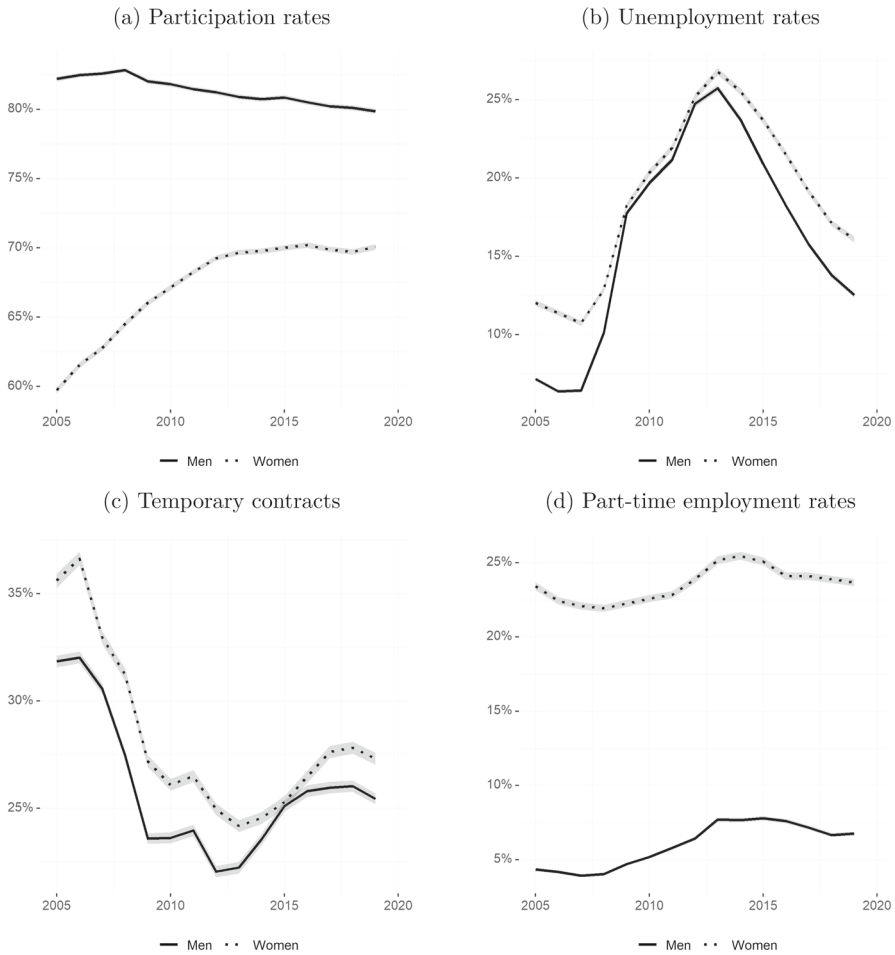 (a) Participation rates
80%
75%
70%
65%
60%
2005 2010 2015 2020
Men Women
(b) Unemployment rates
25%
20%
15%
10%
2005 2010 2015 2020
Men Women
(c) Temporary contracts
35%
30%
25%
2005 2010 2015 2020
Men Women
(d) Part-time employment rates
25%
20%
15%
10%
5%
2005 2010 2015 2020
Men Women